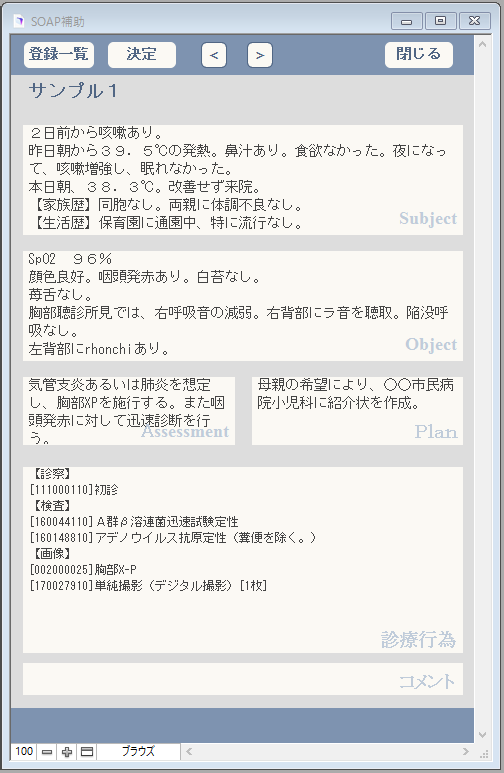 SOAP補助
登録一覧 決定 < > 閉じる
サンプル１
２日前から咳嗽あり。
昨日朝から３９．５℃の発熱。鼻汁あり。食欲なかった。夜になっ
て、咳嗽増強し、眠れなかった。
本日朝、３８．３℃。改善せず来院。
【家族歴】同胞なし。両親に体調不良なし。
【生活歴】保育園に通園中、特に流行なし。
Subject
SpO2　９６％
顔色良好。咽頭発赤あり。白苔なし。
苺舌なし。
胸部聴診所見では、右呼吸音の減弱。右背部にラ音を聴取。陥没呼
吸なし。
左背部にrhonchiあり。
Object
気管支炎あるいは肺炎を想定
し、胸部XPを施行する。また咽
頭発赤に対して迅速診断を行
う。
Assessment
母親の希望により、〇〇市民病
院小児科に紹介状を作成。
Plan
【診察】
[111000110]初診
【検査】
[160044110]Ａ群β溶連菌迅速試験定性
[160148810]アデノウイルス抗原定性（糞便を除く。）
【画像】
[002000025]胸部X-P
[170027910]単純撮影（デジタル撮影）[1枚]
診療行為
コメント
100 ブラウズ